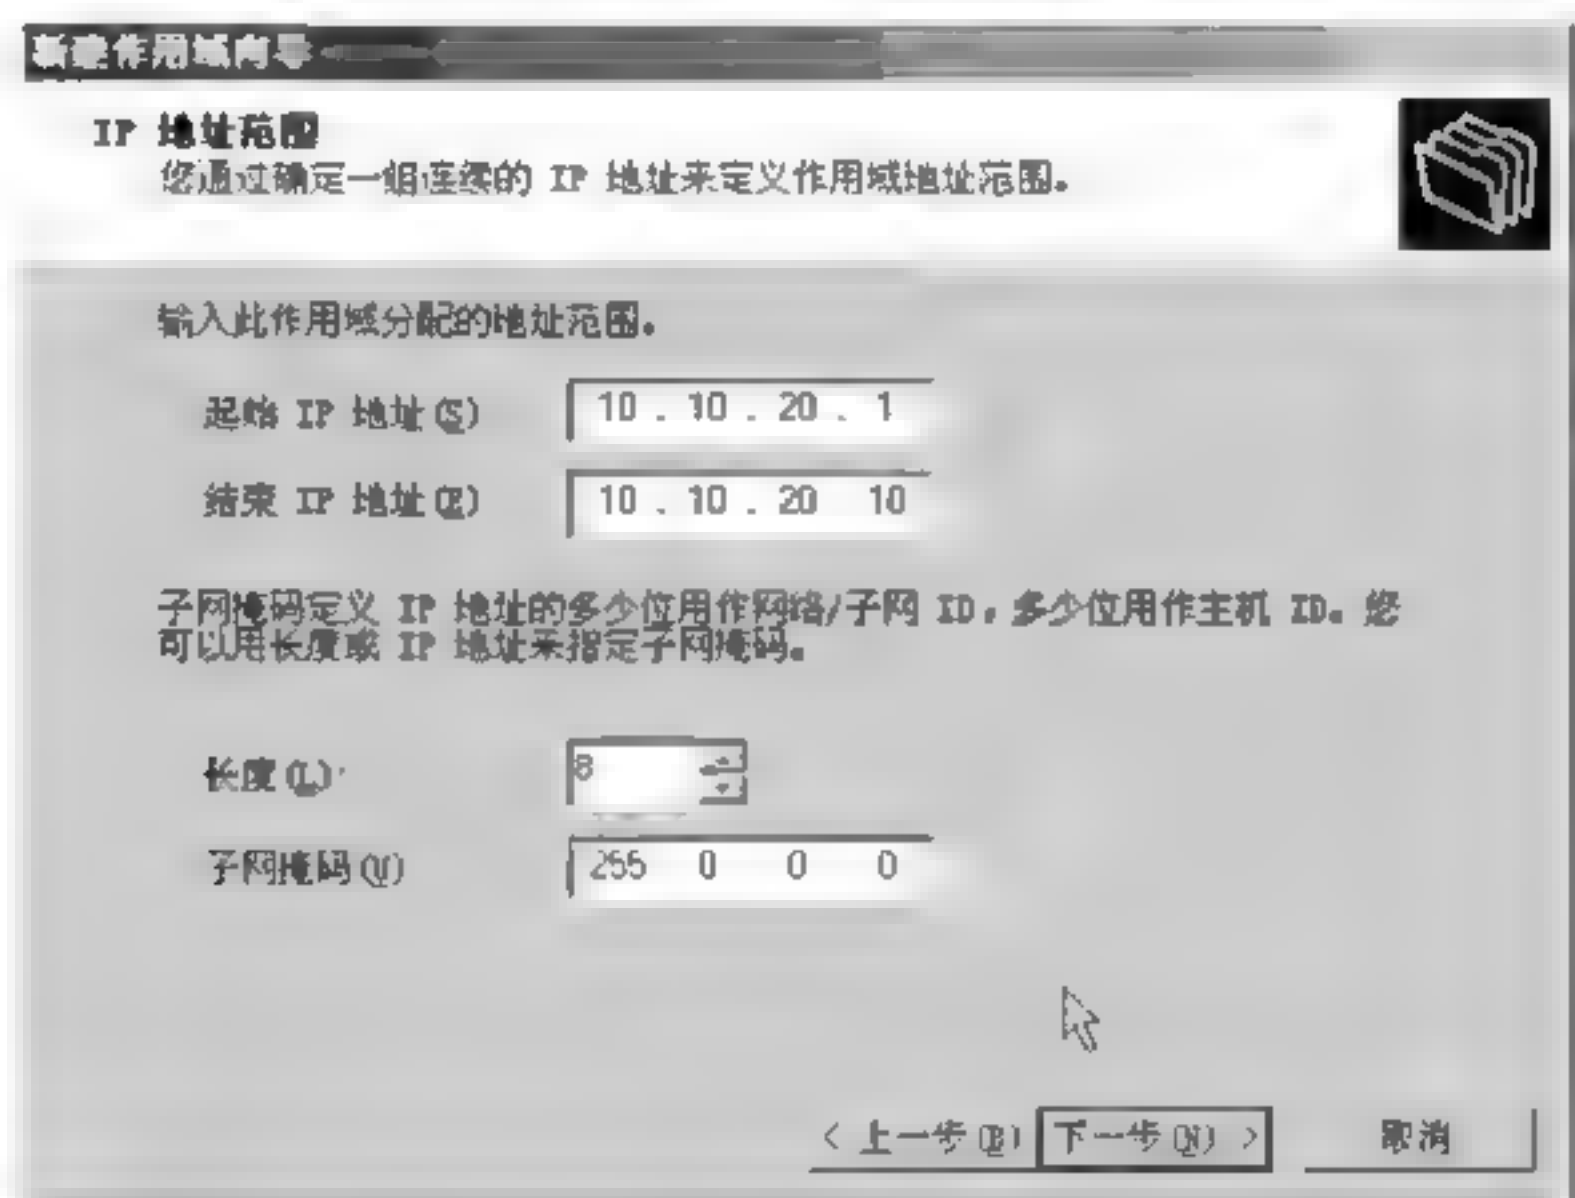 新建作用域向导
IP 地址范围
您通过确定一组连续的 IP 地址来定义作用域地址范围。
输入此作用域分配的地址范围。
起始 IP 地址(S)
10 . 10 . 20 . 1
结束 IP 地址(E)
10 . 10 . 20 10
子网掩码定义 IP 地址的多少位用作网络/子网 ID，多少位用作主机 ID。您
可以用长度或 IP 地址来指定子网掩码。
长度(L):
8
子网掩码(U)
255 0 0 0
< 上一步(B) 下一步(N) > 取消